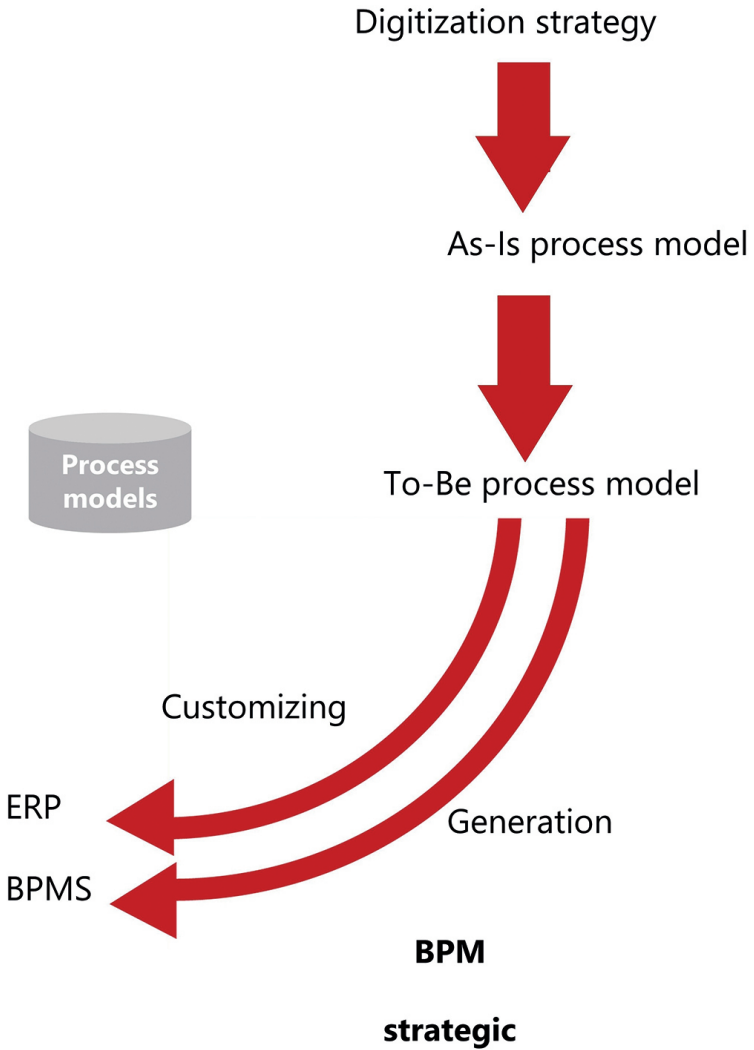 Digitization strategy
As-Is process model
Process
models
To-Be process model
Customizing
ERP
Generation
BPMS
BPM
strategic